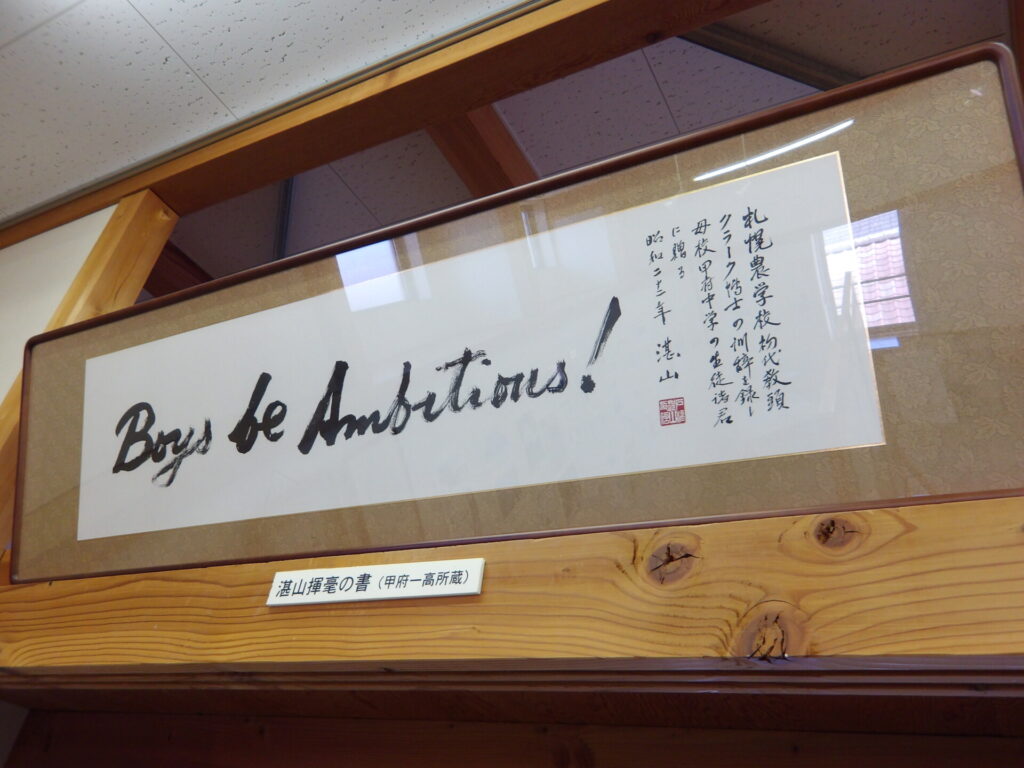 Boys be Ambitious!
札幌農学校初代教頭
クラーク博士の訓辞を録し
母校甲府中学の生徒諸君
に贈る
昭和二十二年 湛山
湛山揮毫の書(甲府一高所蔵)